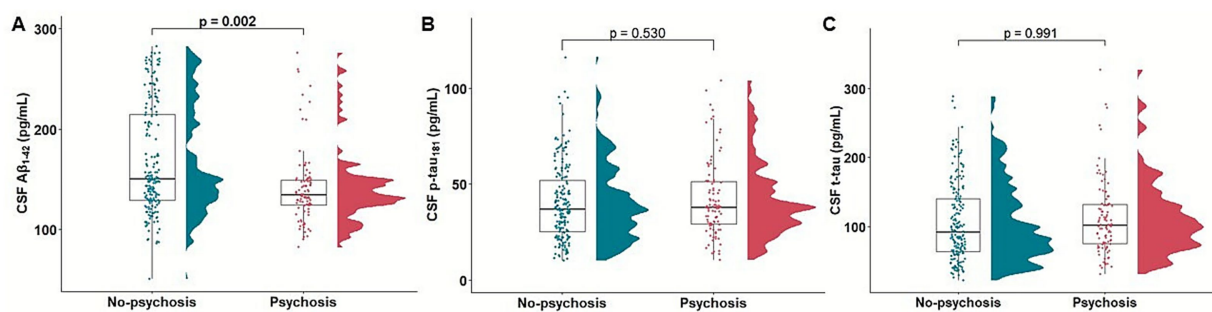 A
p = 0.002
CSF Aβ1-42 (pg/mL)
300
200
100
No-psychosis
Psychosis
B
p = 0.530
CSF p-tau181 (pg/mL)
100
50
0
No-psychosis
Psychosis
C
p = 0.991
CSF t-tau (pg/mL)
300
200
100
0
No-psychosis
Psychosis